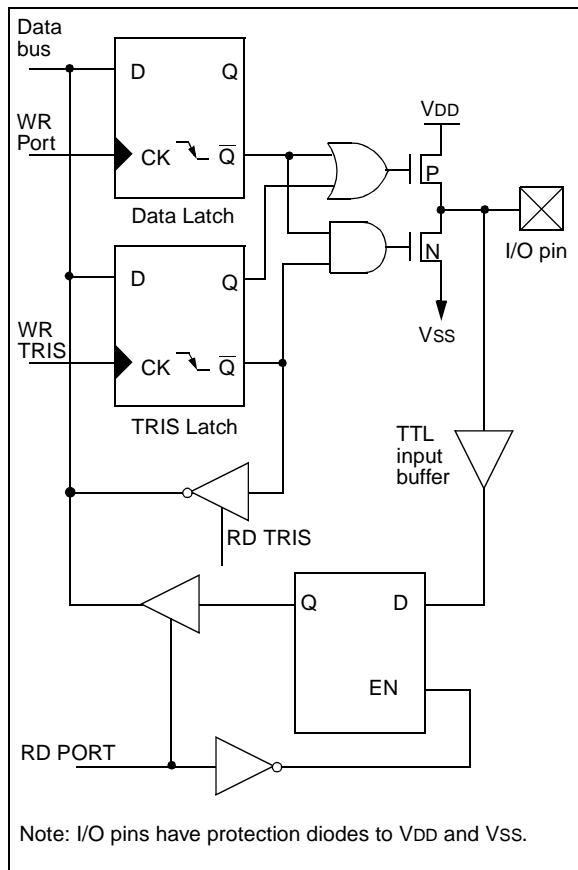 Data
bus
D Q
WR
Port
CK Q
Data Latch
VDD
P
I/O pin
N
VSS
D Q
WR
TRIS
CK Q
TRIS Latch
TTL
input
buffer
RD TRIS
Q D
EN
RD PORT
Note: I/O pins have protection diodes to VDD and VSS.